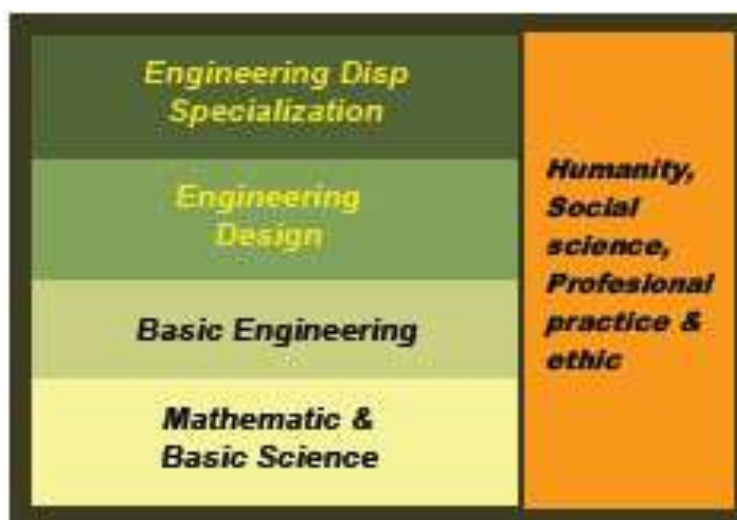 Engineering Disp
Specialization
Engineering
Design
Basic Engineering
Mathematic &
Basic Science
Humanity,
Social
science,
Profesional
practice &
ethic